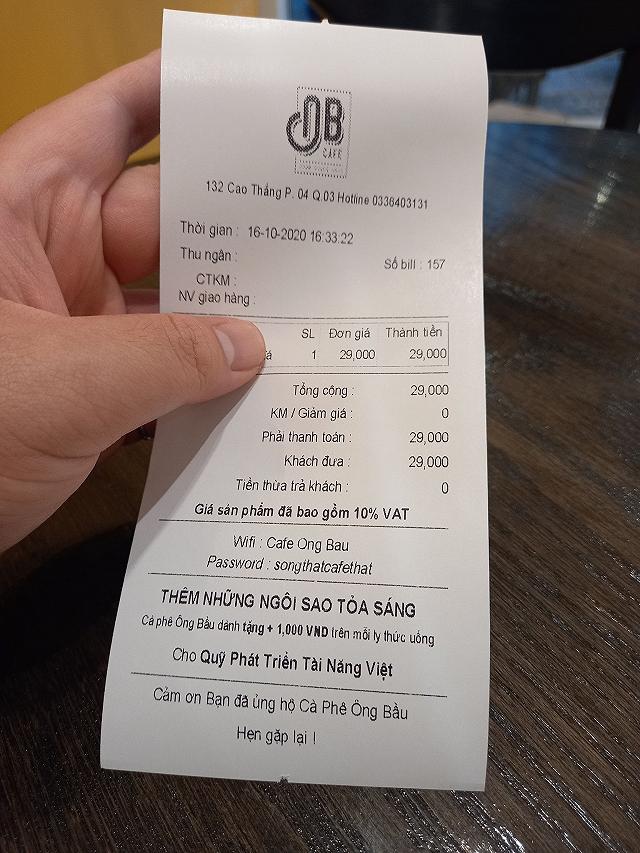 ÔB
CAFE
132 Cao Thắng P. 04 Q.03 Hotline 0336403131
Thời gian : 16-10-2020 16:33:22
Thu ngân :
Số bill : 157
CTKM :
NV giao hàng :
SL Đơn giá Thành tiền
1 29,000 29,000
Tổng cộng : 29,000
KM / Giảm giá : 0
Phải thanh toán : 29,000
Khách đưa : 29,000
Tiền thừa trả khách : 0
Giá sản phẩm đã bao gồm 10% VAT
Wifi : Cafe Ong Bau
Password : songthatcafethat
THÊM NHỮNG NGÔI SAO TỎA SÁNG
Cà phê Ông Bầu dành tặng + 1,000 VND trên mỗi ly thức uống
Cho Quỹ Phát Triển Tài Năng Việt
Cảm ơn Bạn đã ủng hộ Cà Phê Ông Bầu
Hẹn gặp lại !